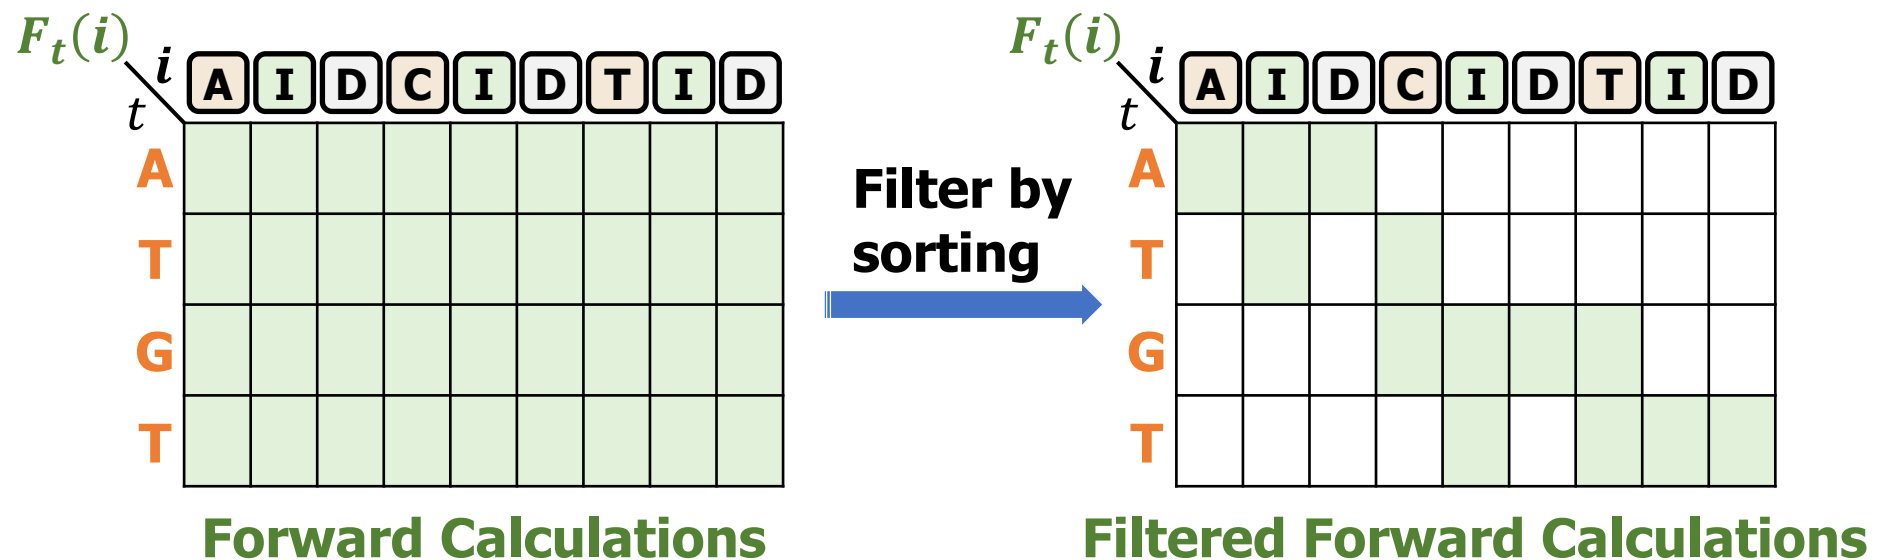 F_t(i)
i A I D C I D T I D
t
A
T
G
T
Forward Calculations
Filter by
sorting
F_t(i)
i A I D C I D T I D
t
A
T
G
T
Filtered Forward Calculations